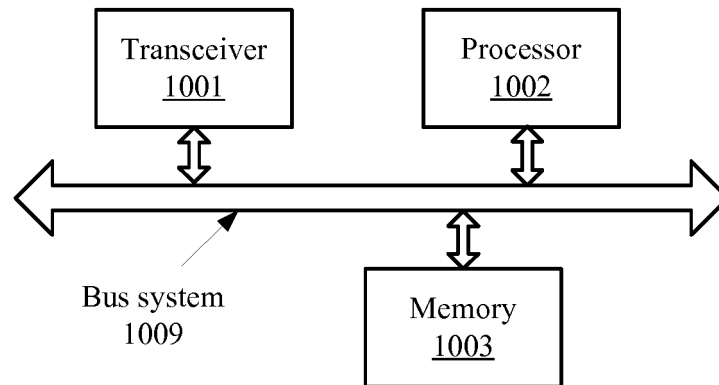 Transceiver
1001
Processor
1002
Bus system
1009
Memory
1003